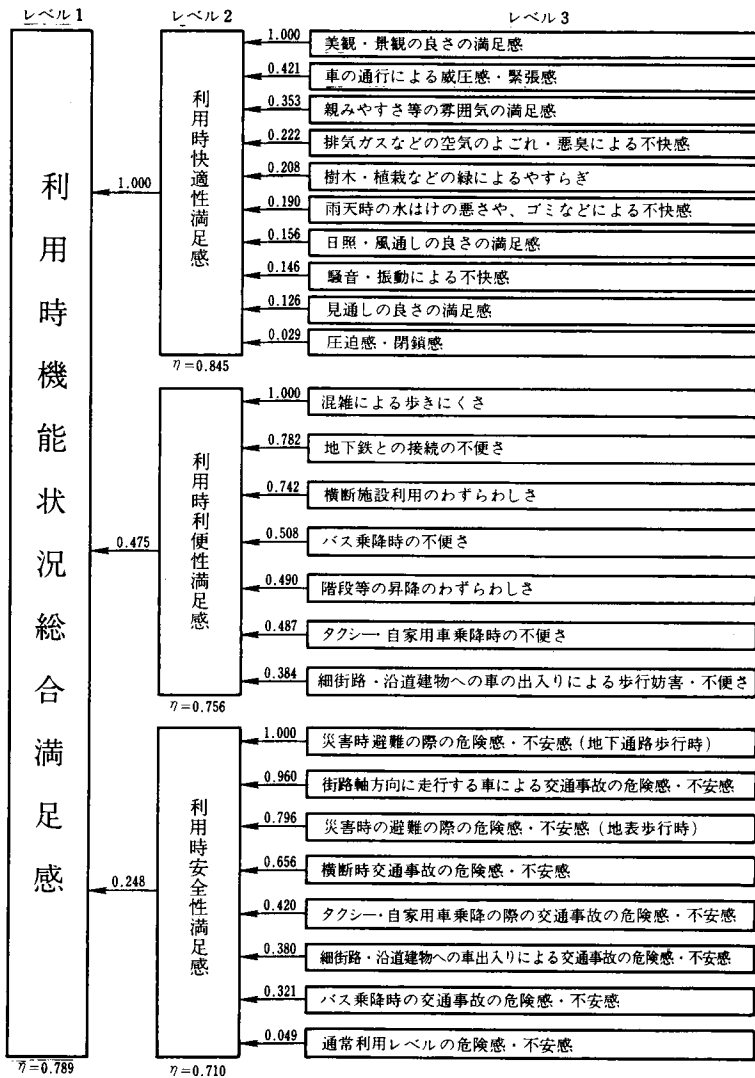 レベル1
レベル2
レベル3
利用時機能状況総合満足感
η=0.789
1.000
利用時快適性満足感
η=0.845
1.000 美観・景観の良さの満足感
0.421 車の通行による威圧感・緊張感
0.353 親みやすさ等の雰囲気の満足感
0.222 排気ガスなどの空気のよごれ・悪臭による不快感
0.208 樹木・植栽などの緑によるやすらぎ
0.190 雨天時の水はけの悪さや、ゴミなどによる不快感
0.156 日照・風通しの良さの満足感
0.146 騒音・振動による不快感
0.126 見通しの良さの満足感
0.029 圧迫感・閉鎖感
0.475
利用時利便性満足感
η=0.756
1.000 混雑による歩きにくさ
0.782 地下鉄との接続の不便さ
0.742 横断施設利用のわずらわしさ
0.508 バス乗降時の不便さ
0.490 階段等の昇降のわずらわしさ
0.487 タクシー・自家用車乗降時の不便さ
0.384 細街路・沿道建物への車の出入りによる歩行妨害・不便さ
0.248
利用時安全性満足感
η=0.710
1.000 災害時避難の際の危険感・不安感(地下通路歩行時)
0.960 街路軸方向に走行する車による交通事故の危険感・不安感
0.796 災害時の避難の際の危険感・不安感(地表歩行時)
0.656 横断時交通事故の危険感・不安感
0.420 タクシー・自家用車乗降の際の交通事故の危険感・不安感
0.380 細街路・沿道建物への車出入りによる交通事故の危険感・不安感
0.321 バス乗降時の交通事故の危険感・不安感
0.049 通常利用レベルの危険感・不安感